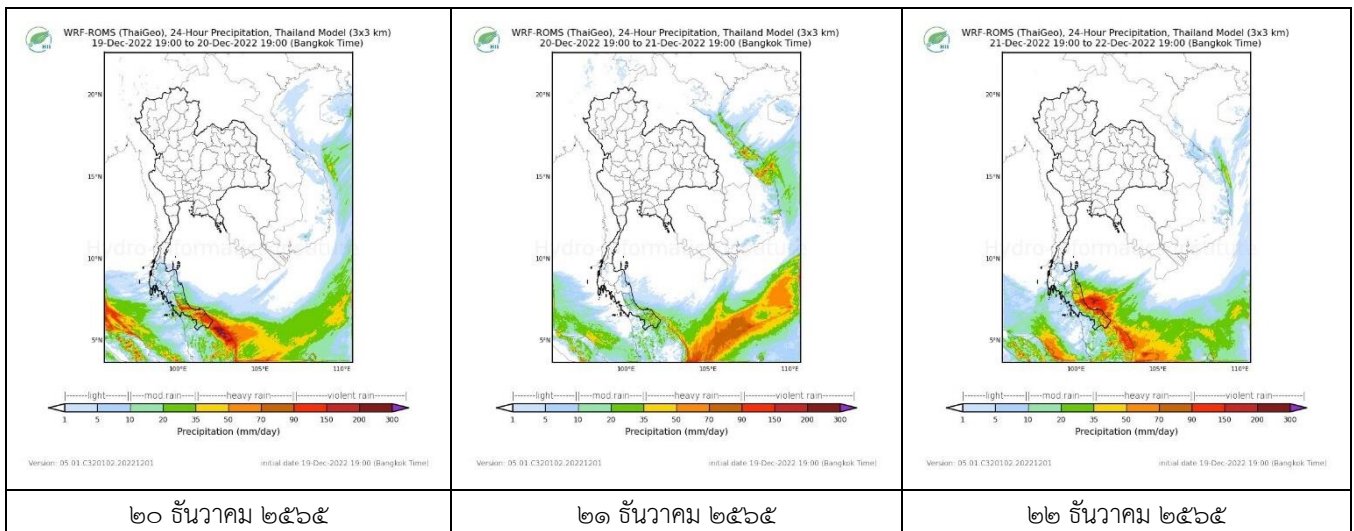 WRF-ROMS (ThaiGeo), 24-Hour Precipitation, Thailand Model (3x3 km)
19-Dec-2022 19:00 to 20-Dec-2022 19:00 (Bangkok Time)
20°N
15°N
10°N
5°N
Hydro-Informatics Institute
100°E 105°E 110°E
|-------light------||---mod.rain---||------heavy rain------||------violent rain----|
1 5 10 20 35 50 70 90 150 200 300
Precipitation (mm/day)
Version: 05.01.C320102.20221201 initial date 19-Dec-2022 19:00 (Bangkok Time)
๒๐ ธันวาคม ๒๕๖๕
WRF-ROMS (ThaiGeo), 24-Hour Precipitation, Thailand Model (3x3 km)
20-Dec-2022 19:00 to 21-Dec-2022 19:00 (Bangkok Time)
20°N
15°N
10°N
5°N
Hydro-Informatics Institute
100°E 105°E 110°E
|-------light------||---mod.rain---||------heavy rain------||------violent rain----|
1 5 10 20 35 50 70 90 150 200 300
Precipitation (mm/day)
Version: 05.01.C320102.20221201 initial date 19-Dec-2022 19:00 (Bangkok Time)
๒๑ ธันวาคม ๒๕๖๕
WRF-ROMS (ThaiGeo), 24-Hour Precipitation, Thailand Model (3x3 km)
21-Dec-2022 19:00 to 22-Dec-2022 19:00 (Bangkok Time)
20°N
15°N
10°N
5°N
Hydro-Informatics Institute
100°E 105°E 110°E
|-------light------||---mod.rain---||------heavy rain------||------violent rain----|
1 5 10 20 35 50 70 90 150 200 300
Precipitation (mm/day)
Version: 05.01.C320102.20221201 initial date 19-Dec-2022 19:00 (Bangkok Time)
๒๒ ธันวาคม ๒๕๖๕